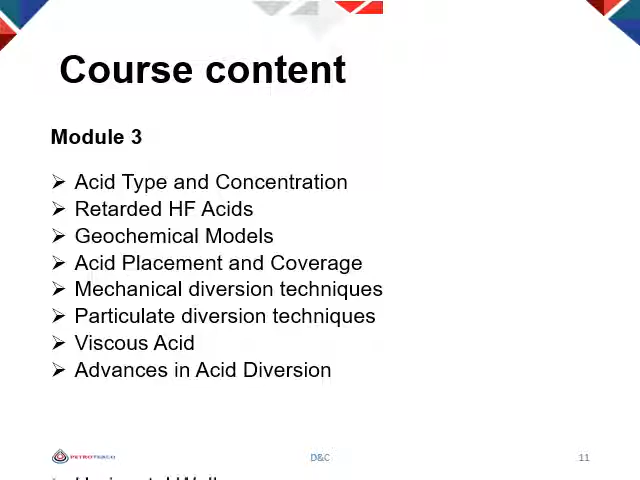 Course content
Module 3
Acid Type and Concentration
Retarded HF Acids
Geochemical Models
Acid Placement and Coverage
Mechanical diversion techniques
Particulate diversion techniques
Viscous Acid
Advances in Acid Diversion
PETROTEACO
D&C
11